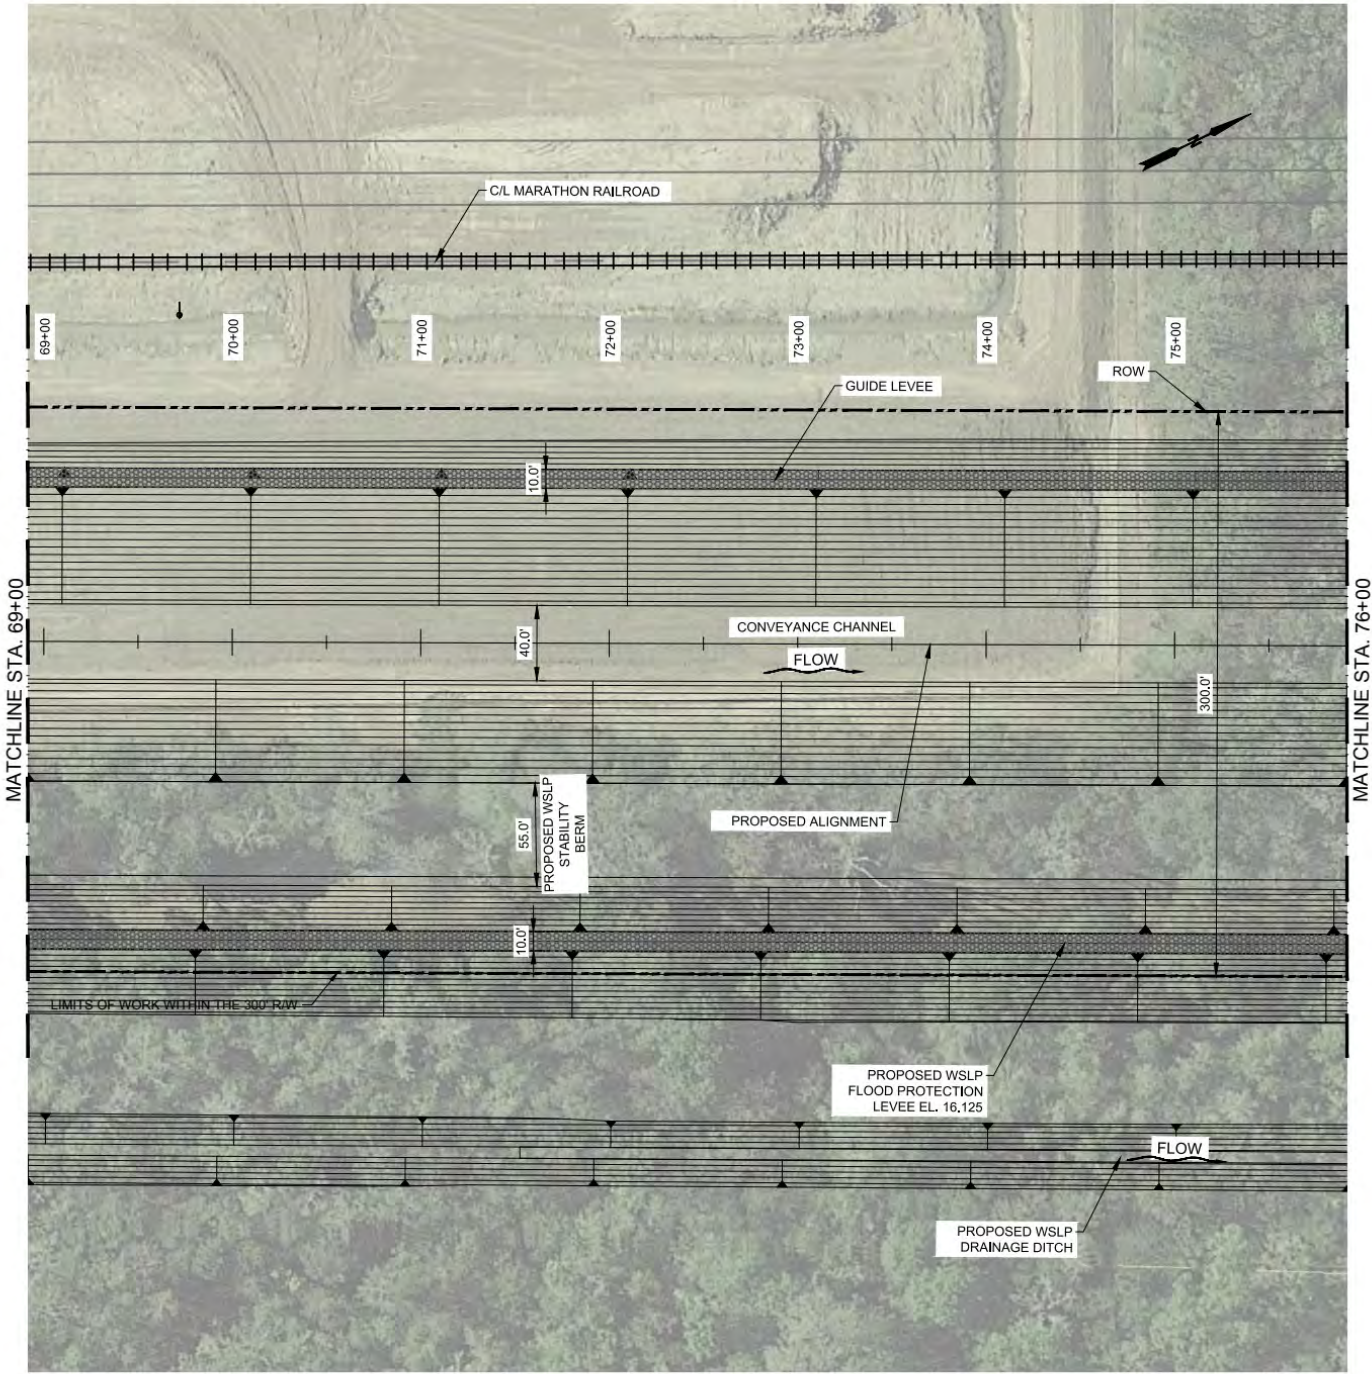 N
C/L MARATHON RAILROAD
69+00
70+00
71+00
72+00
73+00
74+00
75+00
ROW
GUIDE LEVEE
10.0'
MATCHLINE STA. 69+00
MATCHLINE STA. 76+00
40.0'
CONVEYANCE CHANNEL
FLOW
300.0'
55.0'
PROPOSED WSLP
STABILITY
BERM
PROPOSED ALIGNMENT
10.0'
LIMITS OF WORK WITHIN THE 300' R/W
PROPOSED WSLP
FLOOD PROTECTION
LEVEE EL. 16.125
FLOW
PROPOSED WSLP
DRAINAGE DITCH